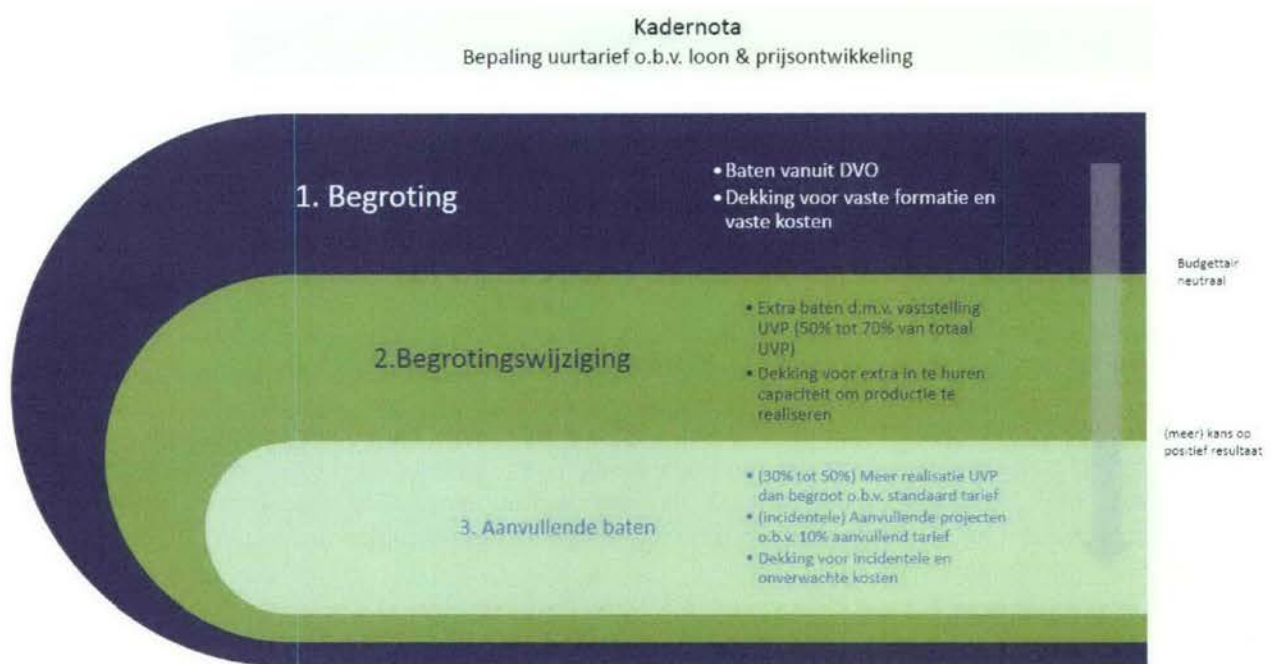 Kadernota
Bepaling uurtarief o.b.v. loon & prijsontwikkeling
1. Begroting
• Baten vanuit DVO
• Dekking voor vaste formatie en
vaste kosten
Budgettair
neutraal
2.Begrotingswijziging
• Extra baten d.m.v. vaststelling
UVP (50% tot 70% van totaal
UVP)
• Dekking voor extra in te huren
capaciteit om productie te
realiseren
(meer) kans op
positief resultaat
3. Aanvullende baten
• (30% tot 50%) Meer realisatie UVP
dan begroot o.b.v. standaard tarief
• (incidentele) Aanvullende projecten
o.b.v. 10% aanvullend tarief
• Dekking voor incidentele en
onverwachte kosten